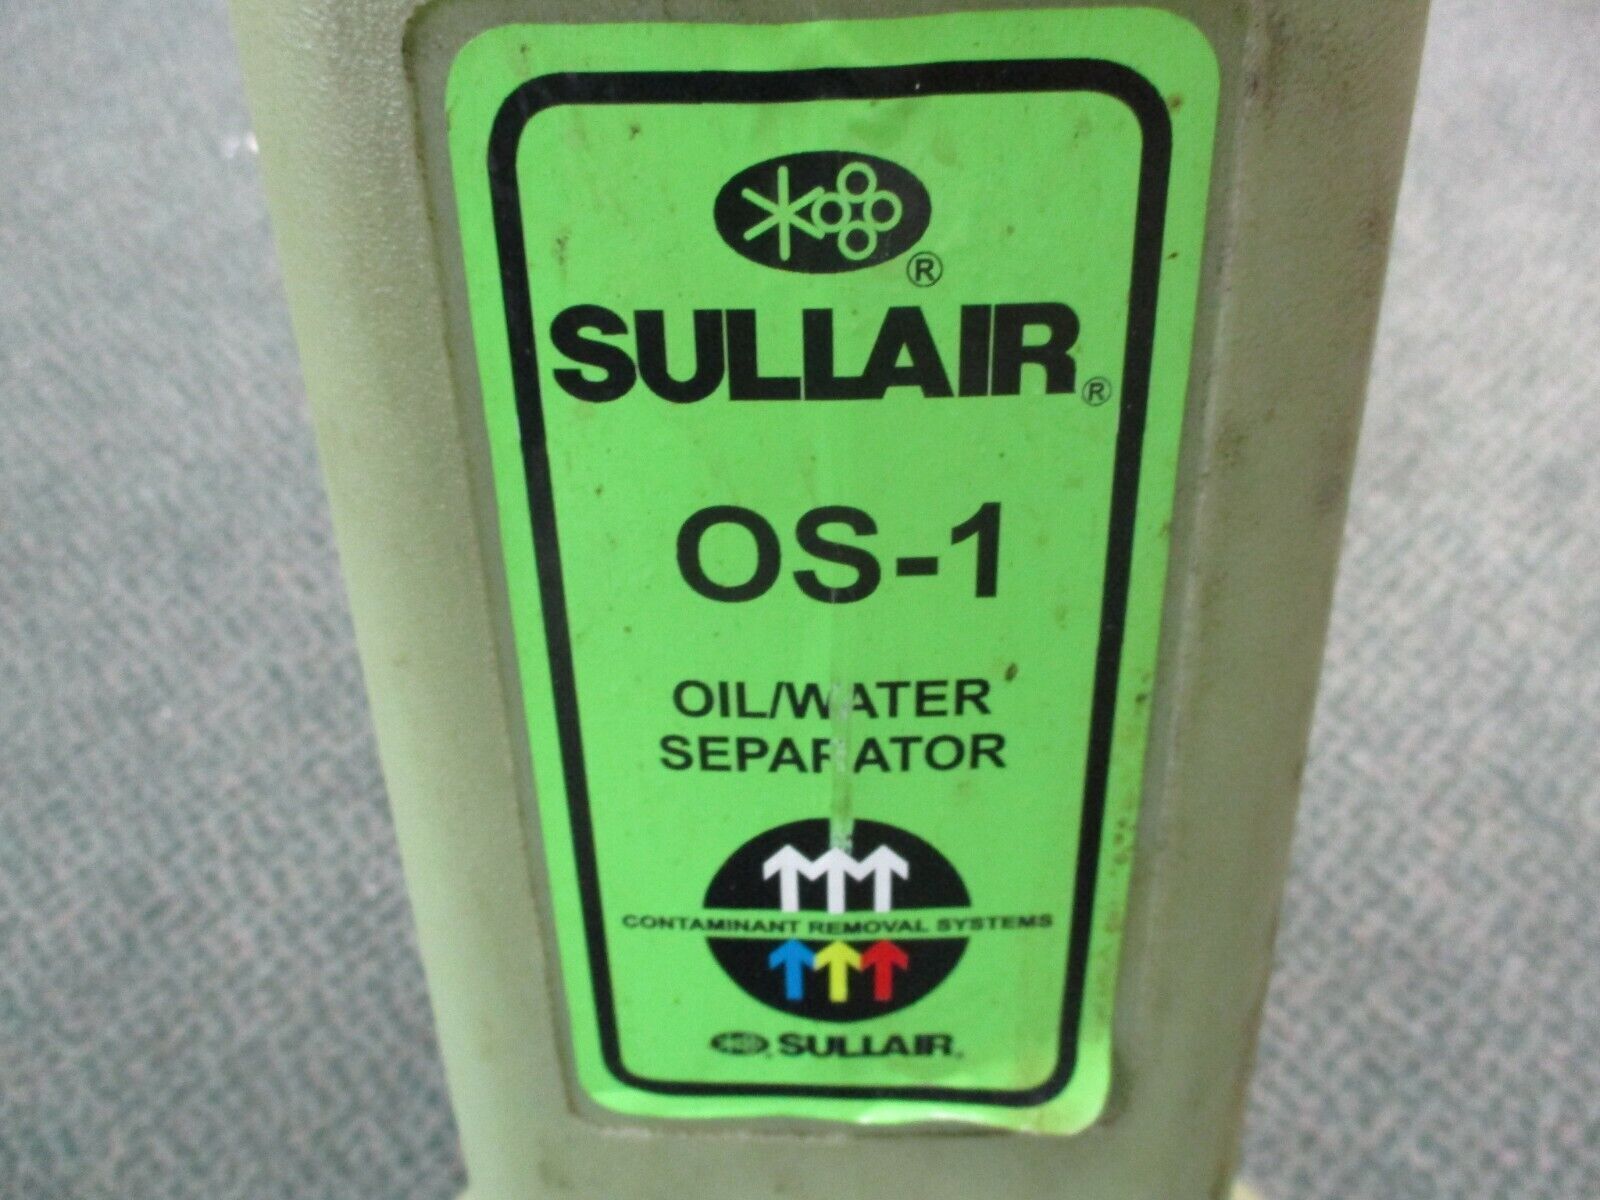 ®
SULLAIR®
OS-1
OIL/WATER
SEPARATOR
CONTAMINANT REMOVAL SYSTEMS
SULLAIR